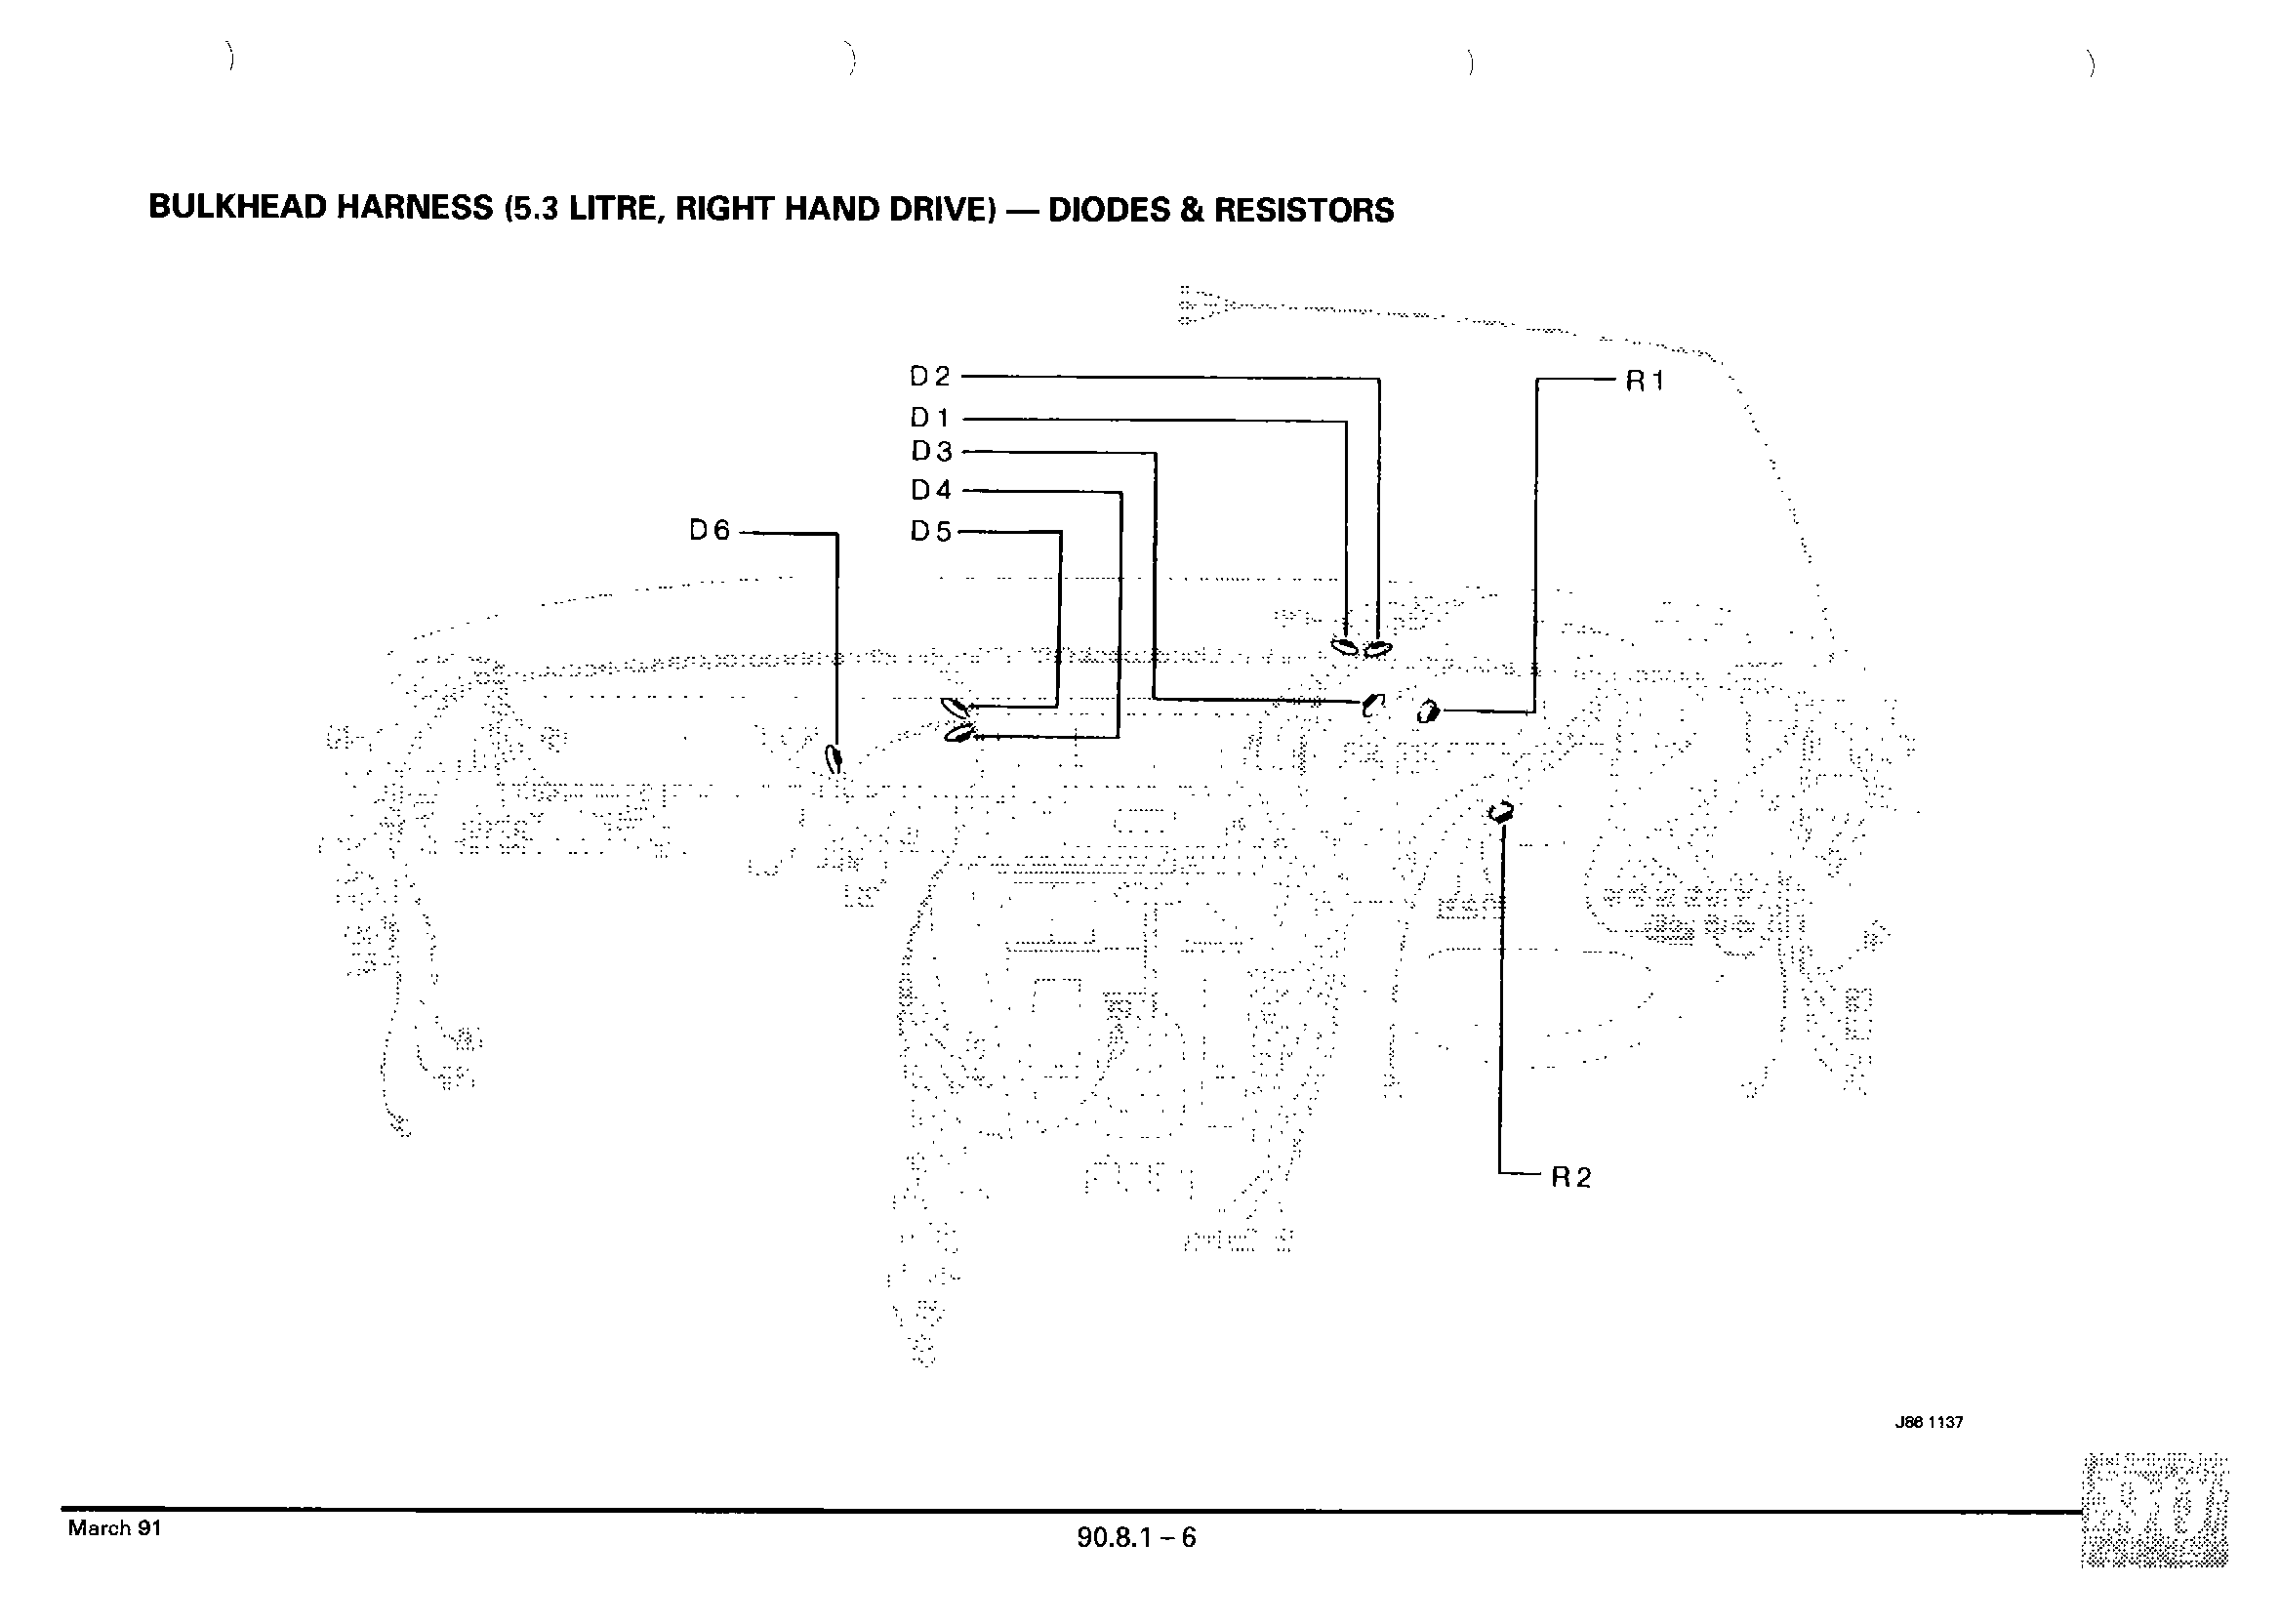 BULKHEAD HARNESS (5.3 LITRE, RIGHT HAND DRIVE) — DIODES & RESISTORS
D2
R1
D1
D3
D4
D6
D5
R2
J86 1137
March 91
90.8.1 – 6